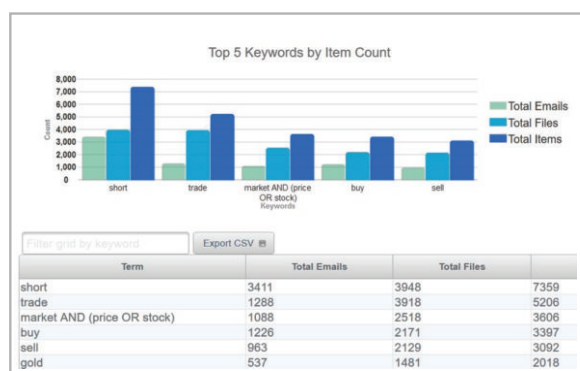 Top 5 Keywords by Item Count
8,000
7,000
6,000
5,000
4,000
3,000
2,000
1,000
0
Count
short
trade
market AND (price
OR stock)
buy
sell
Keywords
Total Emails
Total Files
Total Items
Filter grid by keyword
Export CSV
Term Total Emails Total Files
short 3411 3948 7359
trade 1288 3918 5206
market AND (price OR stock) 1088 2518 3606
buy 1226 2171 3397
sell 963 2129 3092
gold 537 1481 2018